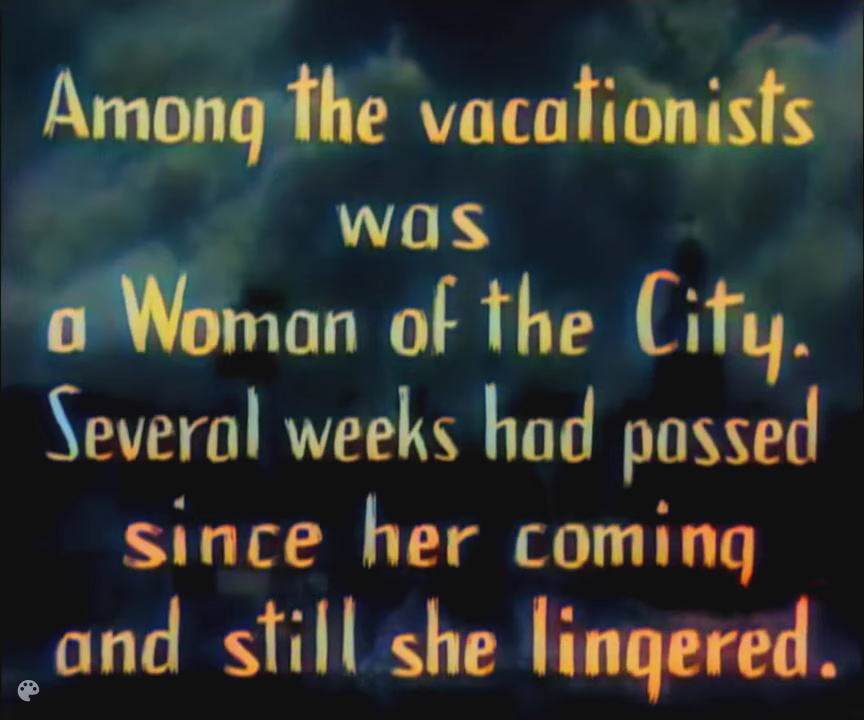 Among the vacationists
was
a Woman of the City.
Several weeks had passed
since her coming
and still she lingered.